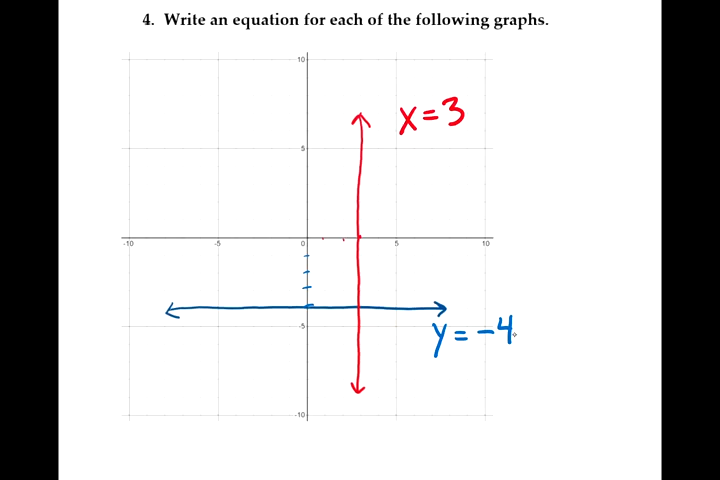 4. Write an equation for each of the following graphs.
10
x=3
5
-10 -5 0 5 10
-5
y=-4
-10